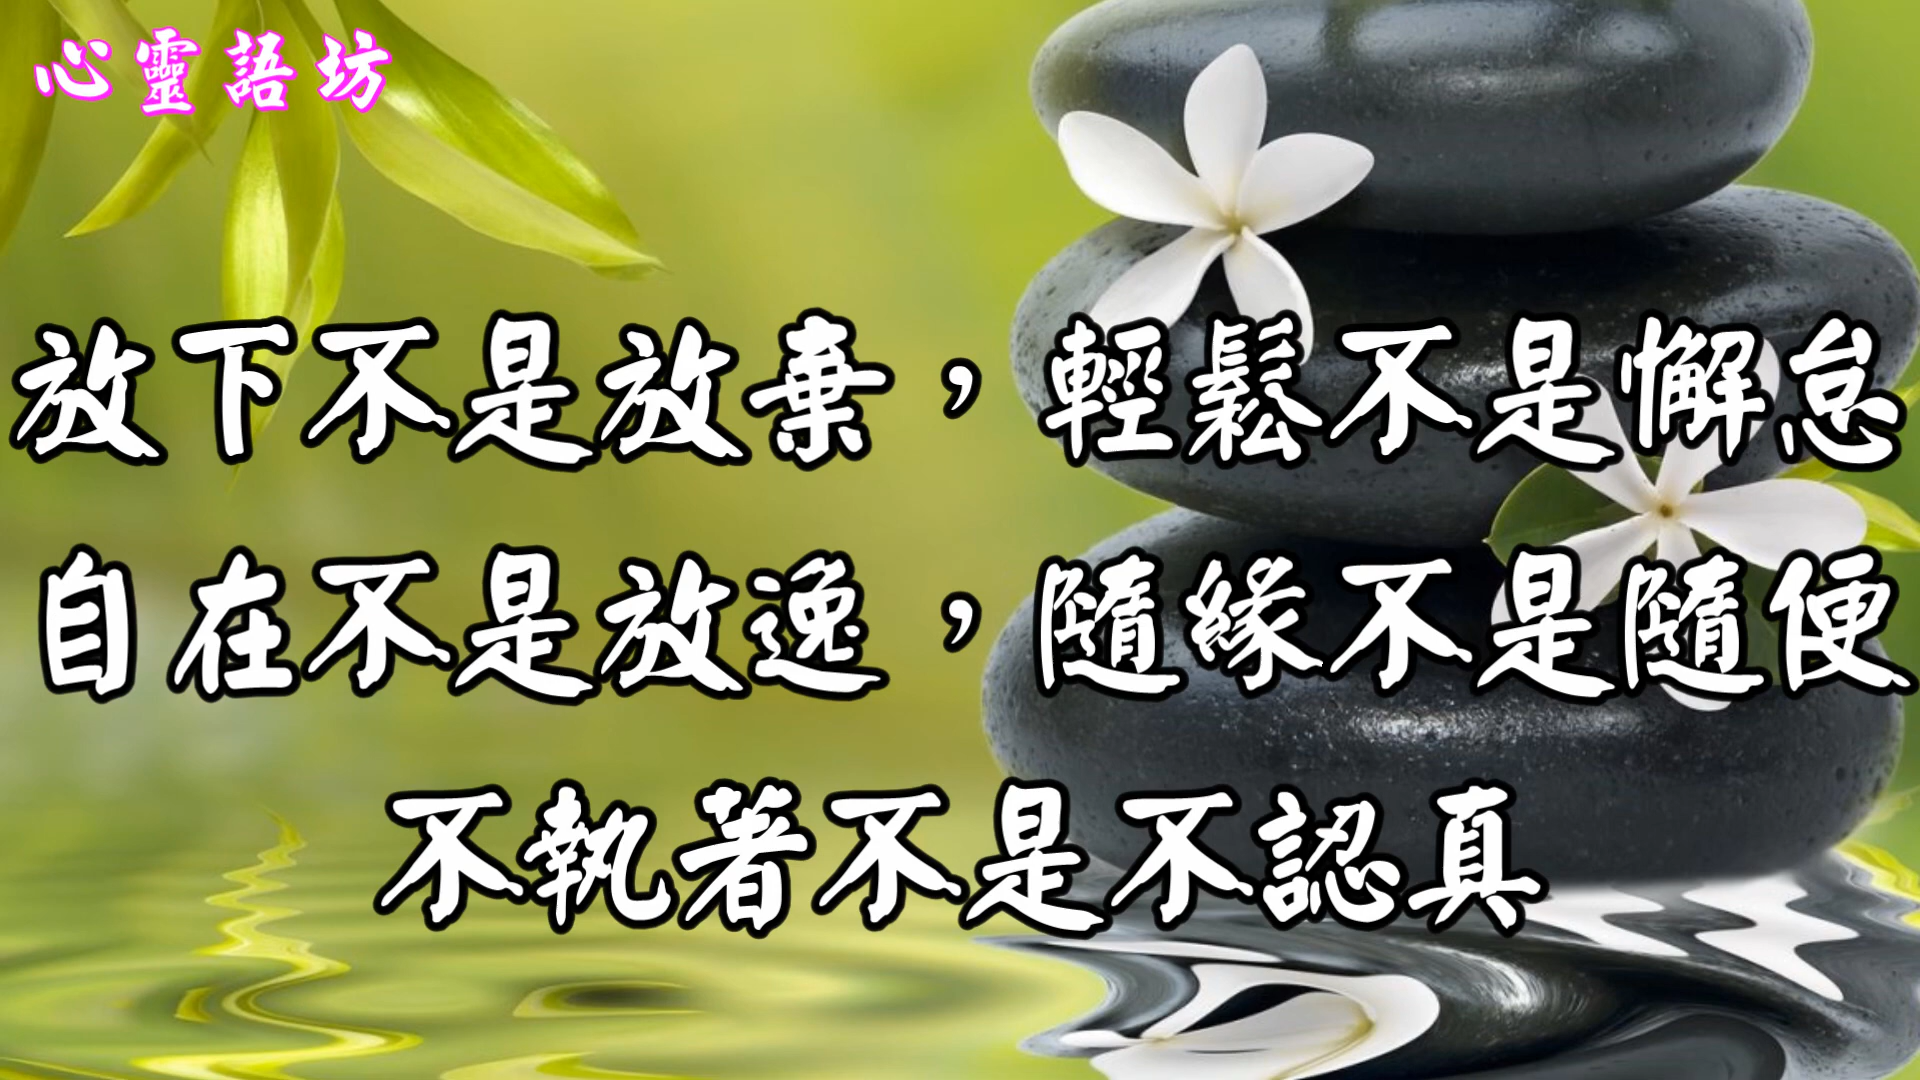 心靈語坊
放下不是放棄，輕鬆不是懈怠
自在不是放逸，隨緣不是隨便
不執著不是不認真